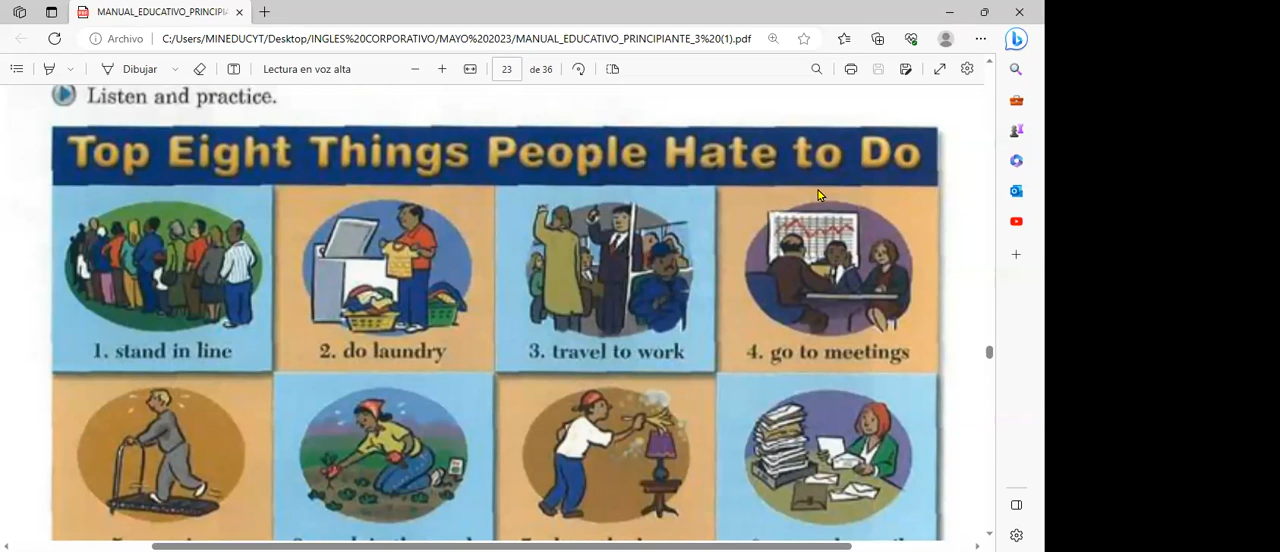 MANUAL_EDUCATIVO_PRINCIPIA
Archivo C:/Users/MINEDUCYT/Desktop/INGLES%20CORPORATIVO/MAYO%202023/MANUAL_EDUCATIVO_PRINCIPIANTE_3%20(1).pdf
Dibujar Lectura en voz alta 23 de 36
Listen and practice.
Top Eight Things People Hate to Do
1. stand in line 2. do laundry 3. travel to work 4. go to meetings